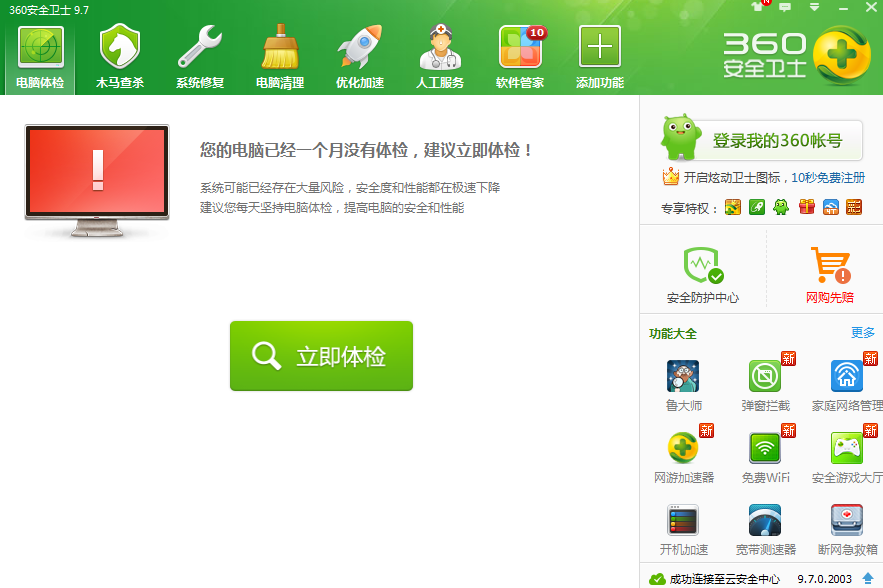 360安全卫士 9.7
N
电脑体检
木马查杀
系统修复
电脑清理
优化加速
人工服务
10
软件管家
添加功能
360
安全卫士
您的电脑已经一个月没有体检，建议立即体检！
系统可能已经存在大量风险，安全度和性能都在极速下降
建议您每天坚持电脑体检，提高电脑的安全和性能
立即体检
登录我的360帐号
开启炫动卫士图标，10秒免费注册
专享特权：
安全防护中心
网购先赔
功能大全
更多
鲁大师
新
弹窗拦截
新
家庭网络管理
新
网游加速器
新
免费WiFi
新
安全游戏大厅
开机加速
宽带测速器
断网急救箱
成功连接至云安全中心
9.7.0.2003